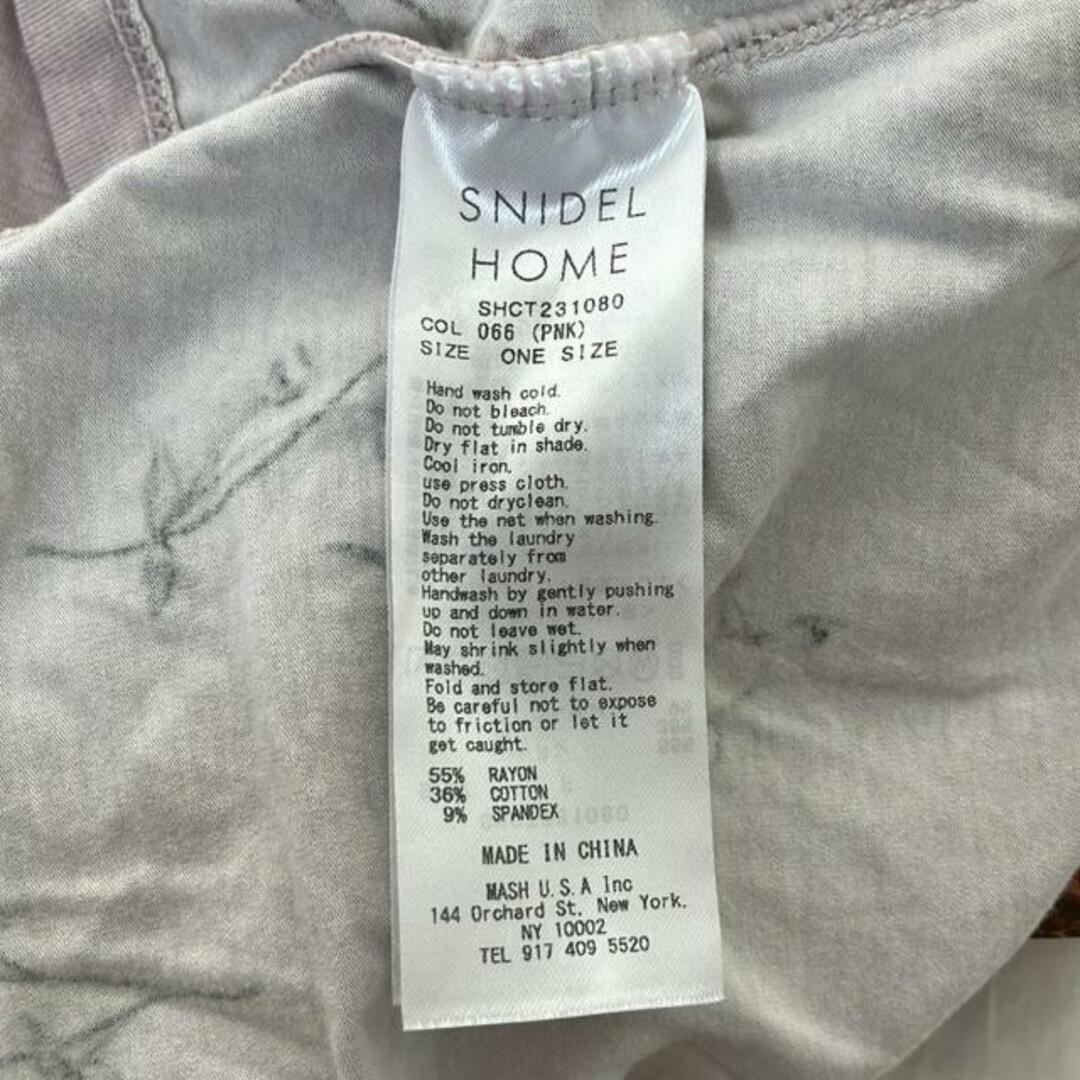 SNIDEL
HOME
SHCT231080
COL 066 (PNK)
SIZE ONE SIZE
Hand wash cold.
Do not bleach.
Do not tumble dry.
Dry flat in shade.
Cool iron.
use press cloth.
Do not dryclean.
Use the net when washing.
Wash the laundry
separately from
other laundry.
Handwash by gently pushing
up and down in water.
Do not leave wet.
May shrink slightly when
washed.
Fold and store flat.
Be careful not to expose
to friction or let it
get caught.
55% RAYON
36% COTTON
9% SPANDEX
MADE IN CHINA
MASH U.S.A Inc
144 Orchard St, New York.
NY 10002
TEL 917 409 5520